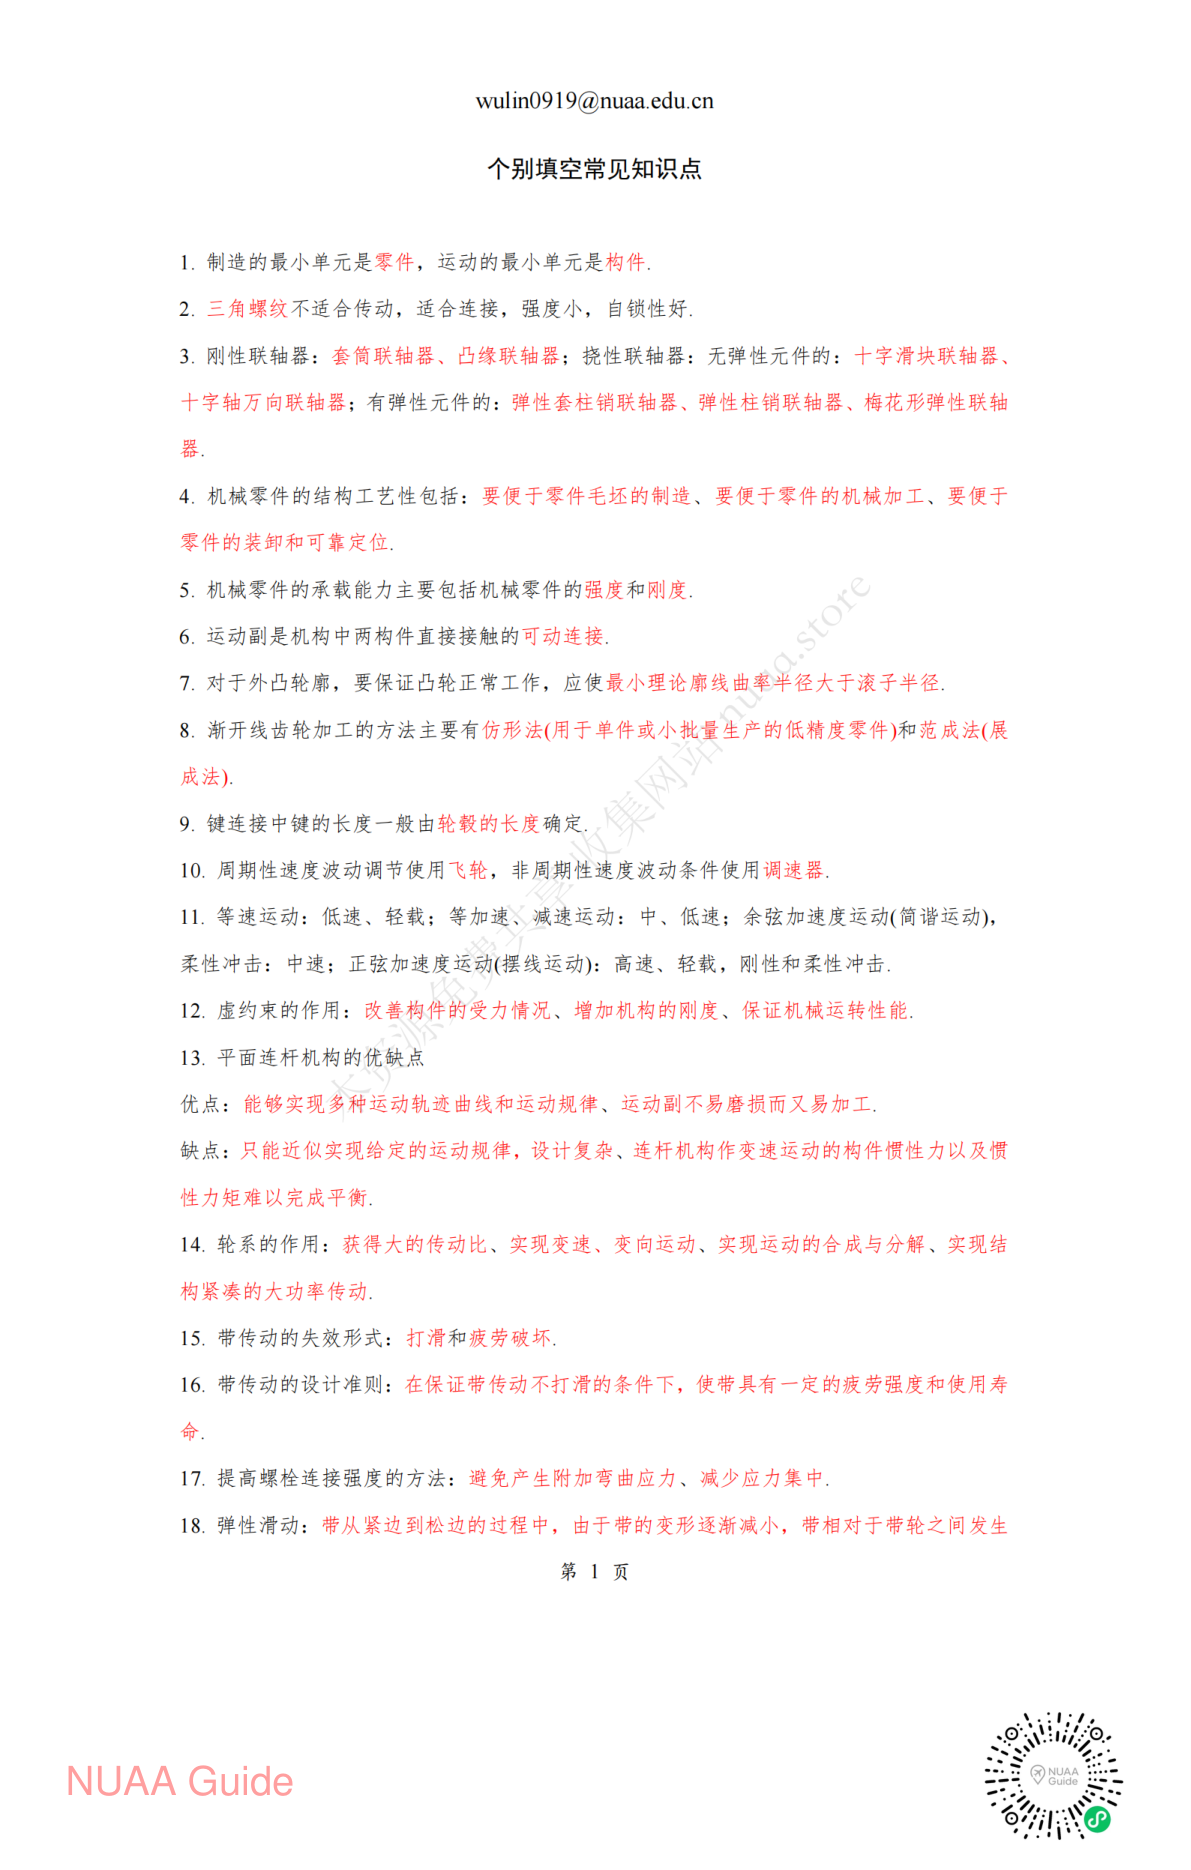 wulin0919@nuaa.edu.cn
个别填空常见知识点
1. 制造的最小单元是零件，运动的最小单元是构件.
2. 三角螺纹不适合传动，适合连接，强度小，自锁性好.
3. 刚性联轴器：套筒联轴器、凸缘联轴器；挠性联轴器：无弹性元件的：十字滑块联轴器、
十字轴万向联轴器；有弹性元件的：弹性套柱销联轴器、弹性柱销联轴器、梅花形弹性联轴
器.
4. 机械零件的结构工艺性包括：要便于零件毛坯的制造、要便于零件的机械加工、要便于
零件的装卸和可靠定位.
5. 机械零件的承载能力主要包括机械零件的强度和刚度.
6. 运动副是机构中两构件直接接触的可动连接.
7. 对于外凸轮廓，要保证凸轮正常工作，应使最小理论廓线曲率半径大于滚子半径.
8. 渐开线齿轮加工的方法主要有仿形法(用于单件或小批量生产的低精度零件)和范成法(展
成法).
9. 键连接中键的长度一般由轮毂的长度确定.
10. 周期性速度波动调节使用飞轮，非周期性速度波动条件使用调速器.
11. 等速运动：低速、轻载；等加速、减速运动：中、低速；余弦加速度运动(简谐运动)，
柔性冲击：中速；正弦加速度运动(摆线运动)：高速、轻载，刚性和柔性冲击.
12. 虚约束的作用：改善构件的受力情况、增加机构的刚度、保证机械运转性能.
13. 平面连杆机构的优缺点
优点：能够实现多种运动轨迹曲线和运动规律、运动副不易磨损而又易加工.
缺点：只能近似实现给定的运动规律，设计复杂、连杆机构作变速运动的构件惯性力以及惯
性力矩难以完成平衡.
14. 轮系的作用：获得大的传动比、实现变速、变向运动、实现运动的合成与分解、实现结
构紧凑的大功率传动.
15. 带传动的失效形式：打滑和疲劳破坏.
16. 带传动的设计准则：在保证带传动不打滑的条件下，使带具有一定的疲劳强度和使用寿
命.
17. 提高螺栓连接强度的方法：避免产生附加弯曲应力、减少应力集中.
18. 弹性滑动：带从紧边到松边的过程中，由于带的变形逐渐减小，带相对于带轮之间发生
第 1 页
大资源免费共享 收集网站 nuaa.store
NUAA Guide
NUAA
Guide